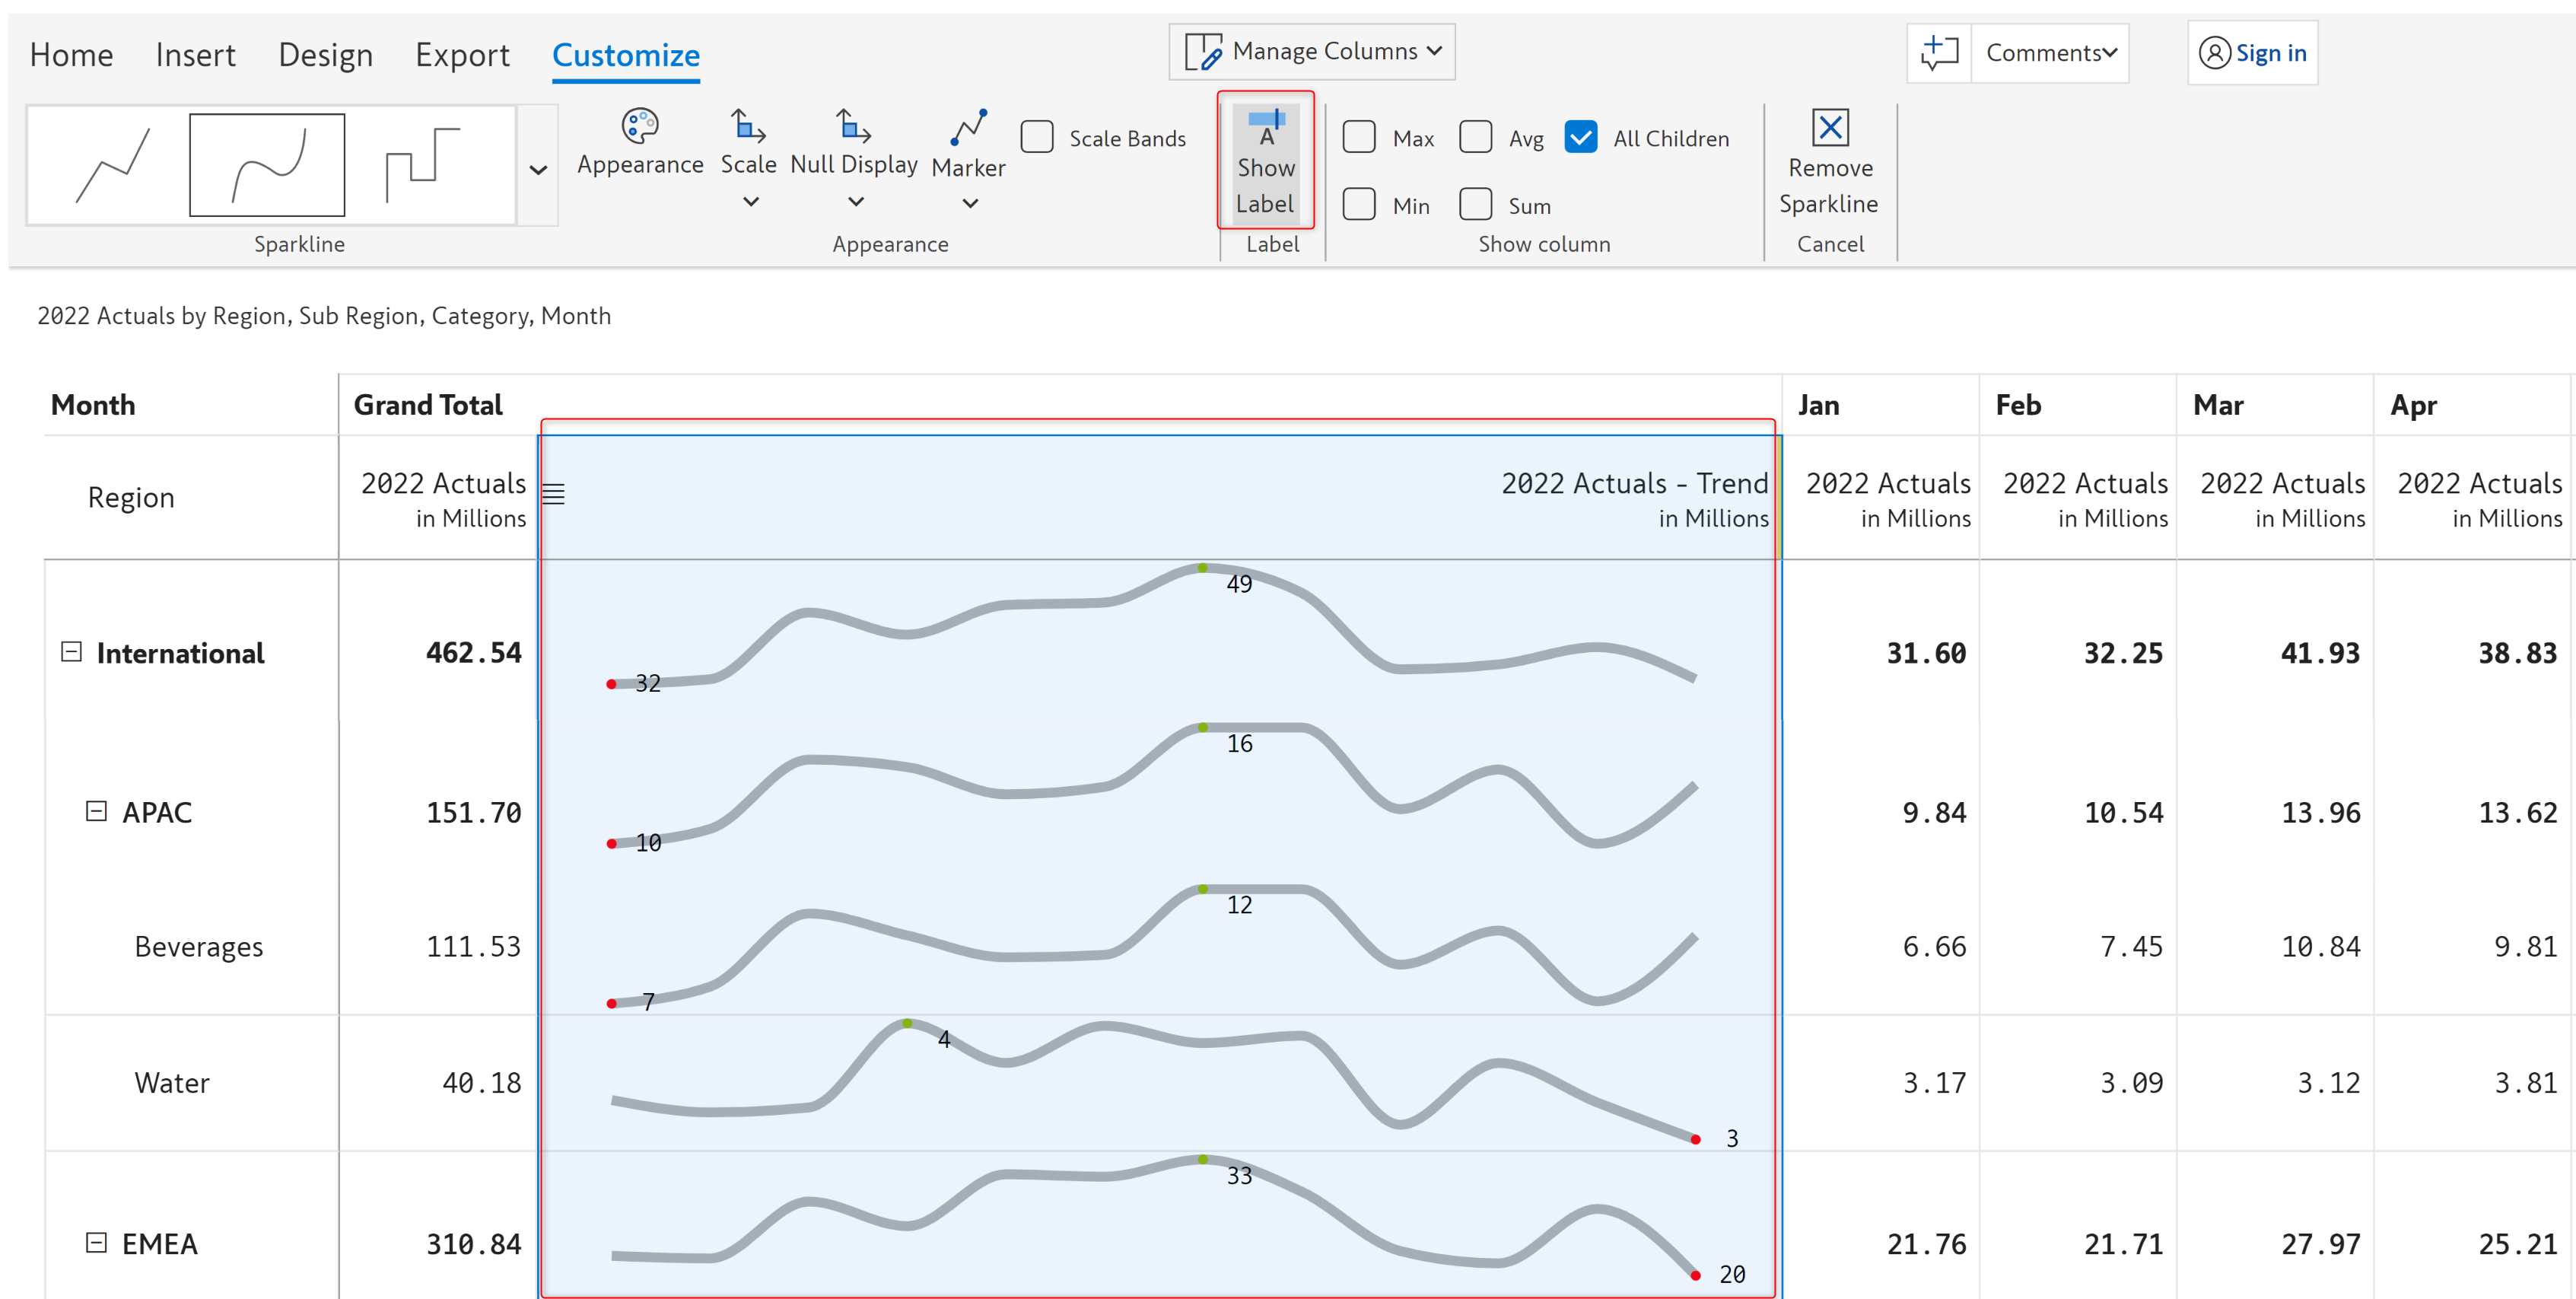 Home Insert Design Export Customize
Manage Columns
Comments
Sign in
Appearance
Scale
Null Display
Marker
Scale Bands
A
Show
Label
Max
Avg
All Children
Min
Sum
Remove
Sparkline
Sparkline
Appearance
Label
Show column
Cancel
2022 Actuals by Region, Sub Region, Category, Month
Month Grand Total Jan Feb Mar Apr
Region
2022 Actuals
in Millions
2022 Actuals - Trend
in Millions
2022 Actuals
in Millions
2022 Actuals
in Millions
2022 Actuals
in Millions
2022 Actuals
in Millions
49
32
International 462.54 31.60 32.25 41.93 38.83
16
10
APAC 151.70 9.84 10.54 13.96 13.62
12
7
Beverages 111.53 6.66 7.45 10.84 9.81
4
3
Water 40.18 3.17 3.09 3.12 3.81
33
20
EMEA 310.84 21.76 21.71 27.97 25.21